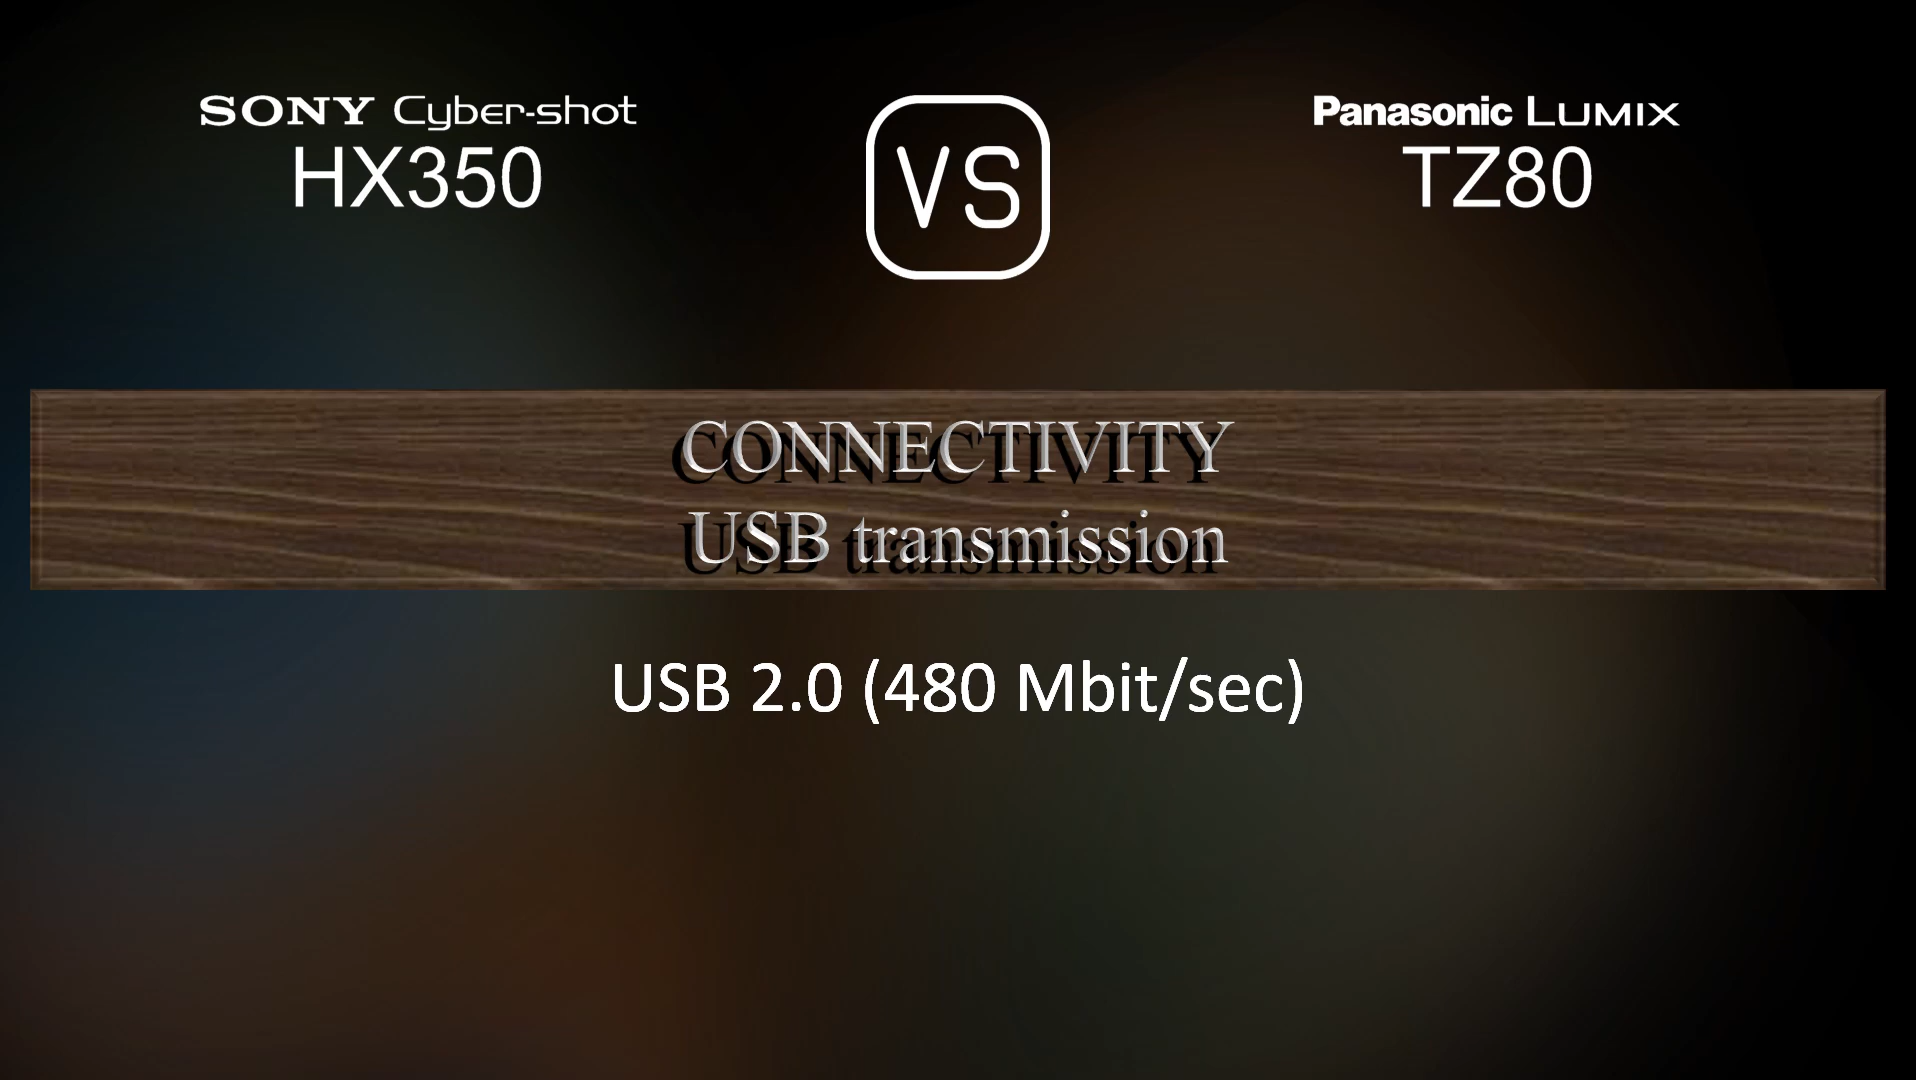 SONY Cyber-shot
HX350
VS
Panasonic LUMIX
TZ80
CONNECTIVITY
USB transmission
USB 2.0 (480 Mbit/sec)